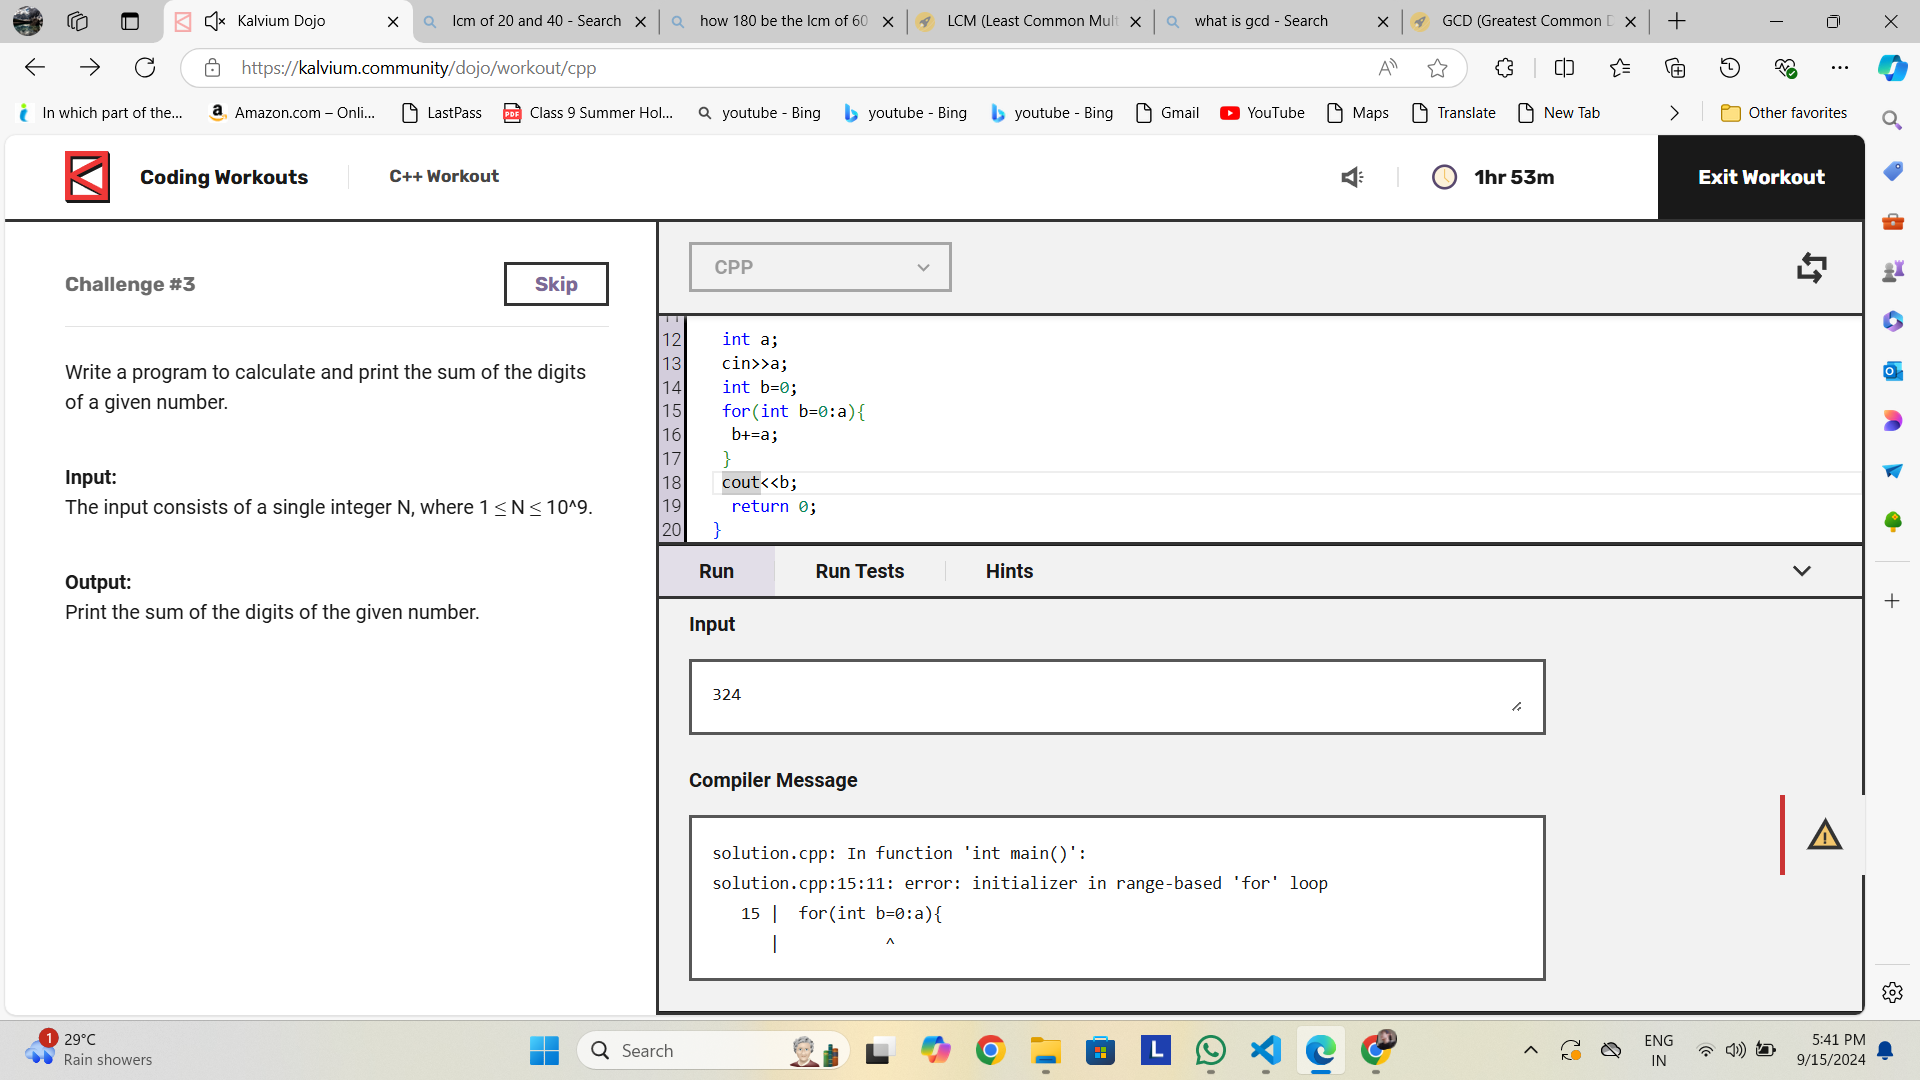 Kalvium Dojo
lcm of 20 and 40 - Search
how 180 be the lcm of 60
LCM (Least Common Mult
what is gcd - Search
GCD (Greatest Common D
https://kalvium.community/dojo/workout/cpp
In which part of the...
Amazon.com – Onli...
LastPass
Class 9 Summer Hol...
youtube - Bing
youtube - Bing
youtube - Bing
Gmail
YouTube
Maps
Translate
New Tab
Other favorites
Coding Workouts
C++ Workout
1hr 53m
Exit Workout
Challenge #3
Skip
Write a program to calculate and print the sum of the digits
of a given number.
Input:
The input consists of a single integer N, where 1 ≤ N ≤ 10^9.
Output:
Print the sum of the digits of the given number.
CPP
11
12 int a;
13 cin>>a;
14 int b=0;
15 for(int b=0:a){
16 b+=a;
17 }
18 cout<<b;
19 return 0;
20 }
Run
Run Tests
Hints
Input
324
Compiler Message
solution.cpp: In function 'int main()':
solution.cpp:15:11: error: initializer in range-based 'for' loop
15 | for(int b=0:a){
| ^
1
29°C
Rain showers
Search
L
ENG
IN
5:41 PM
9/15/2024